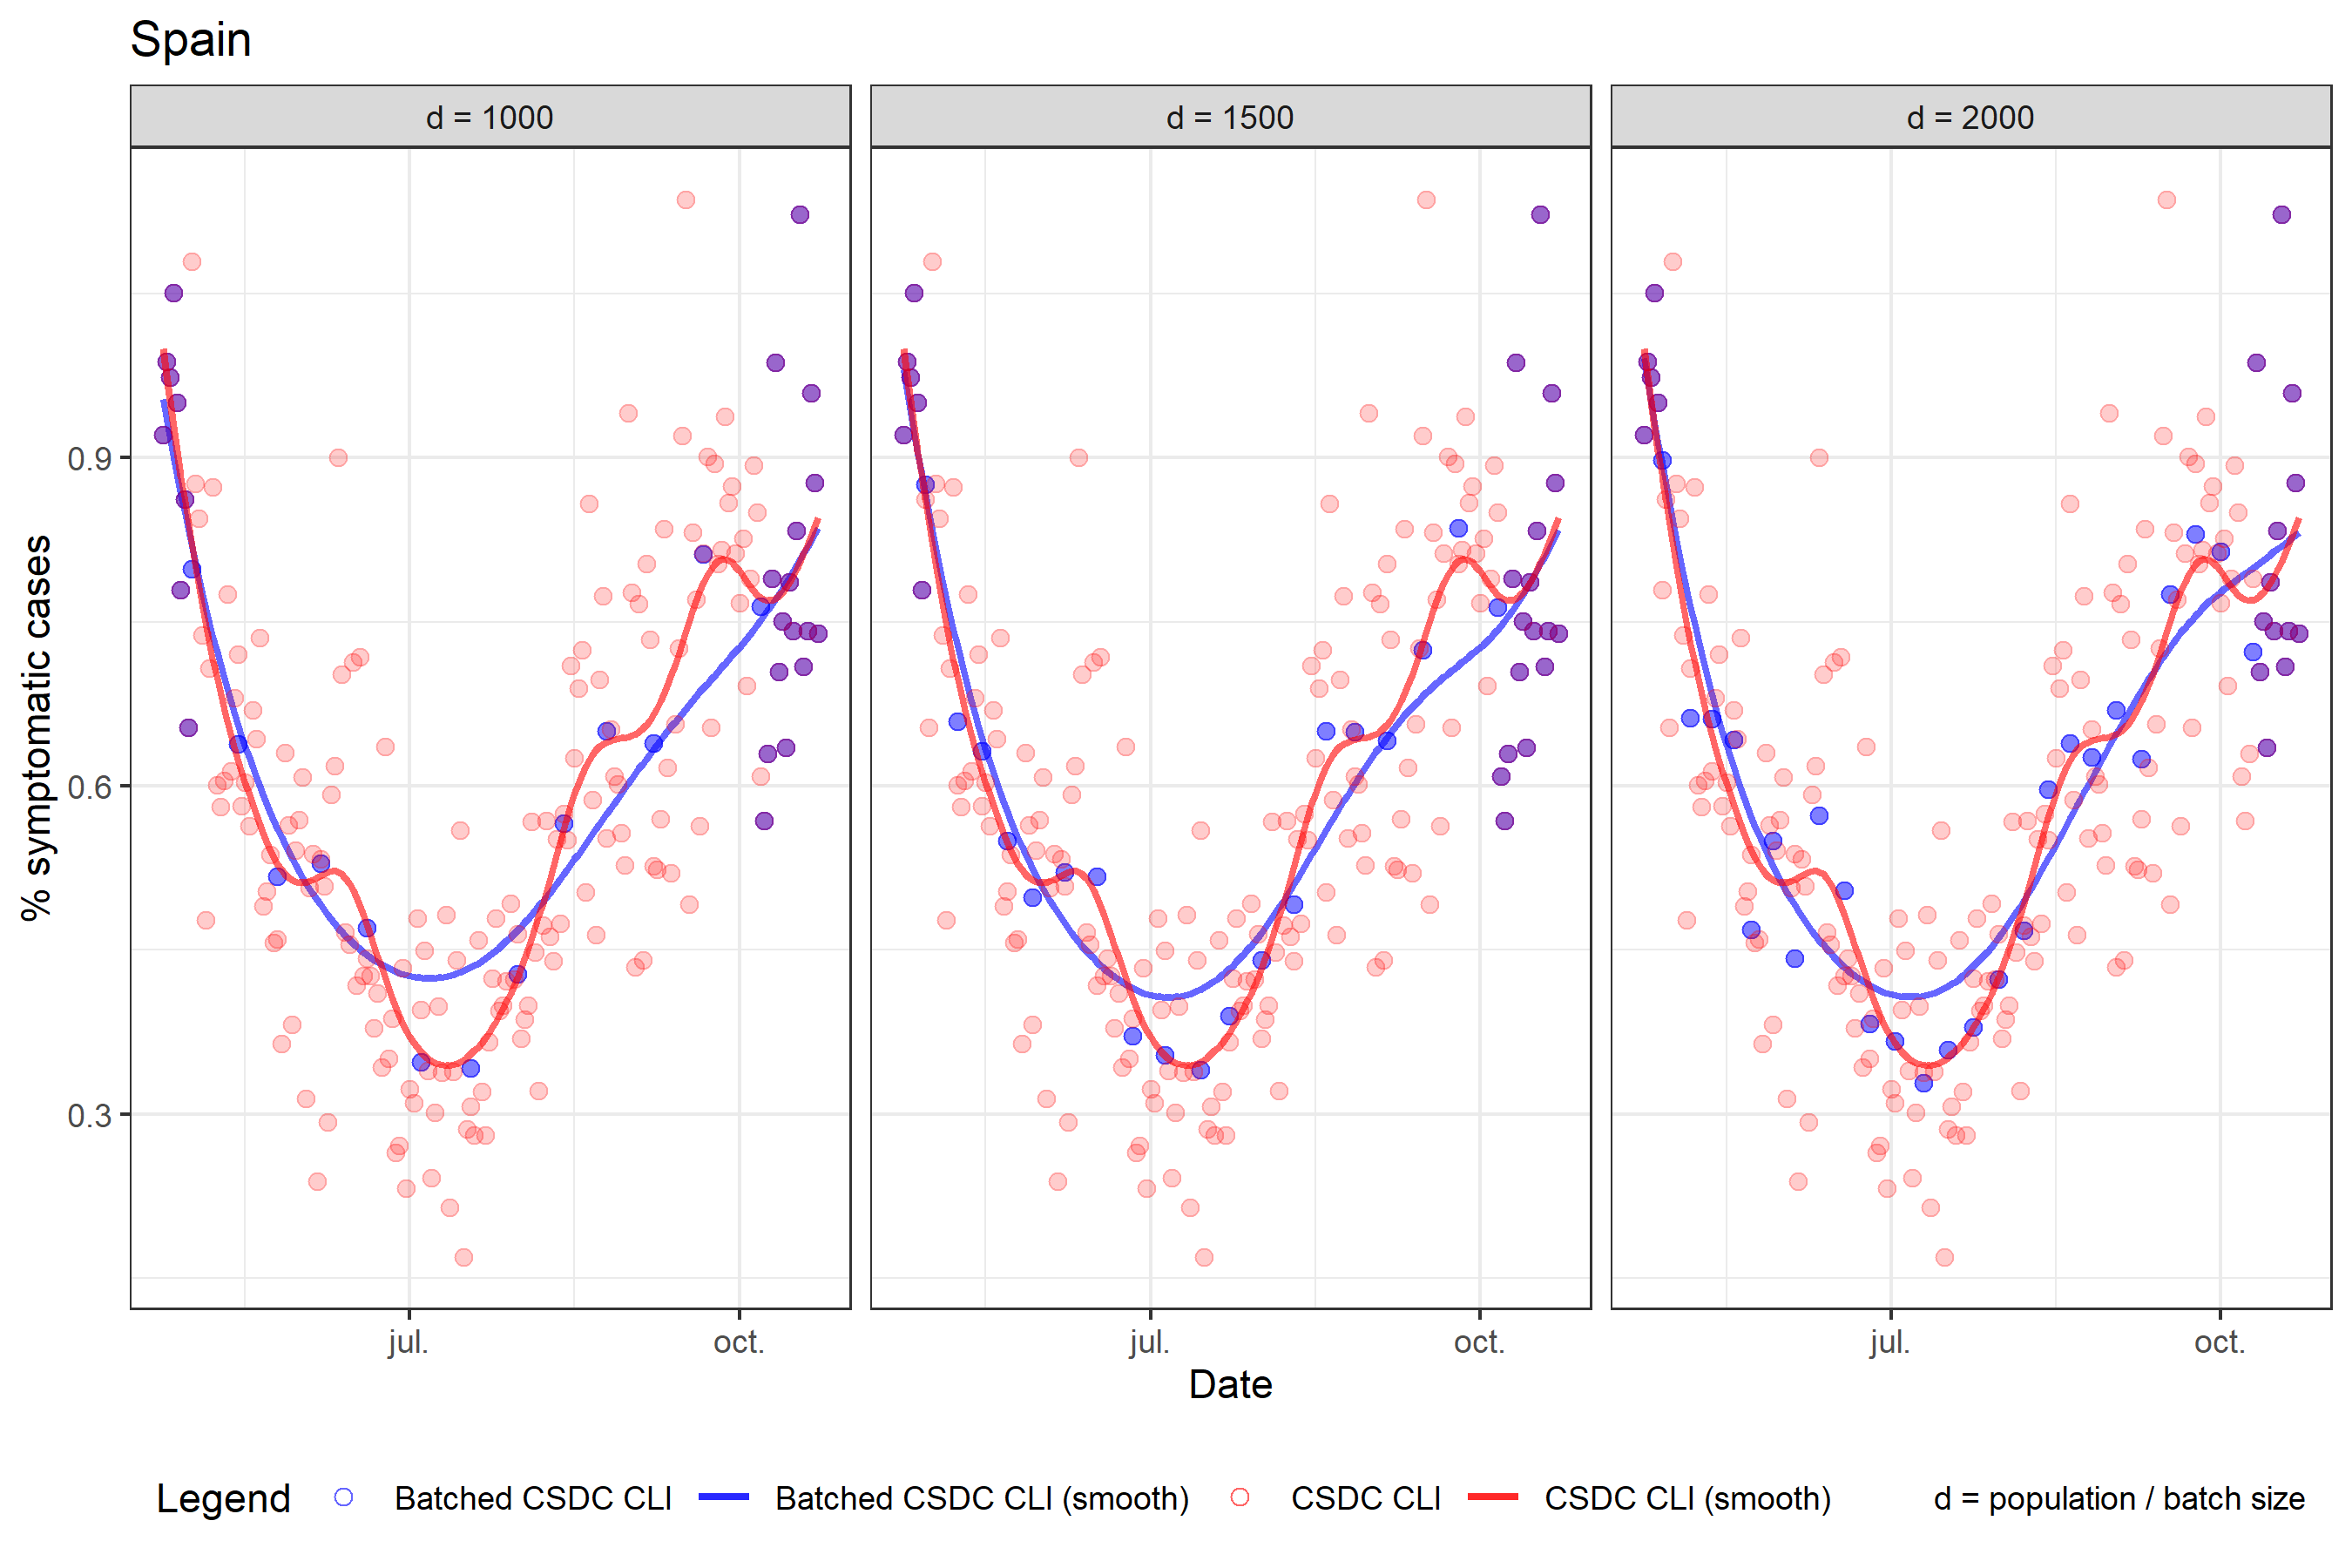 Spain
d = 1000
d = 1500
d = 2000
% symptomatic cases
0.9
0.6
0.3
jul.
oct.
jul.
oct.
jul.
oct.
Date
Legend
Batched CSDC CLI
Batched CSDC CLI (smooth)
CSDC CLI
CSDC CLI (smooth)
d = population / batch size